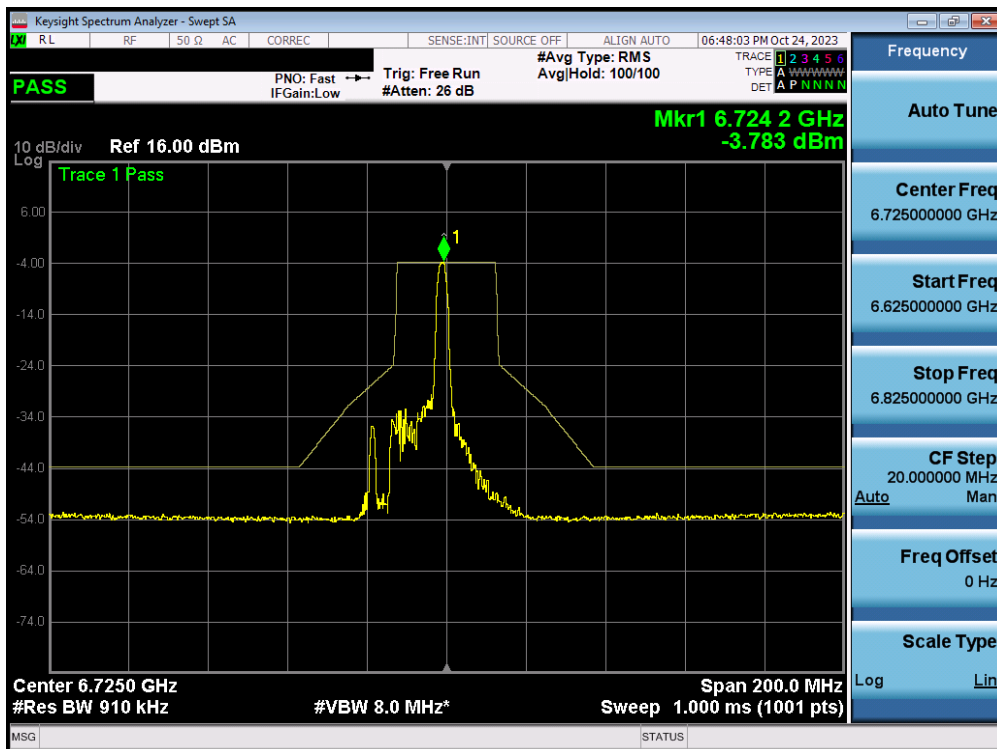 Keysight Spectrum Analyzer - Swept SA
LXI RL RF 50 Ω AC CORREC SENSE:INT SOURCE OFF ALIGN AUTO 06:48:03 PM Oct 24, 2023
PASS
PNO: Fast
IFGain:Low
Trig: Free Run
#Atten: 26 dB
#Avg Type: RMS
Avg|Hold: 100/100
TRACE 1 2 3 4 5 6
TYPE A WWWWW
DET A P N N N N
Mkr1 6.724 2 GHz
-3.783 dBm
10 dB/div Ref 16.00 dBm
Log
Trace 1 Pass
1
6.00
-4.00
-14.0
-24.0
-34.0
-44.0
-54.0
-64.0
-74.0
Center 6.7250 GHz Span 200.0 MHz
#Res BW 910 kHz #VBW 8.0 MHz* Sweep 1.000 ms (1001 pts)
MSG STATUS
Frequency
Auto Tune
Center Freq
6.725000000 GHz
Start Freq
6.625000000 GHz
Stop Freq
6.825000000 GHz
CF Step
20.000000 MHz
Auto Man
Freq Offset
0 Hz
Scale Type
Log Lin